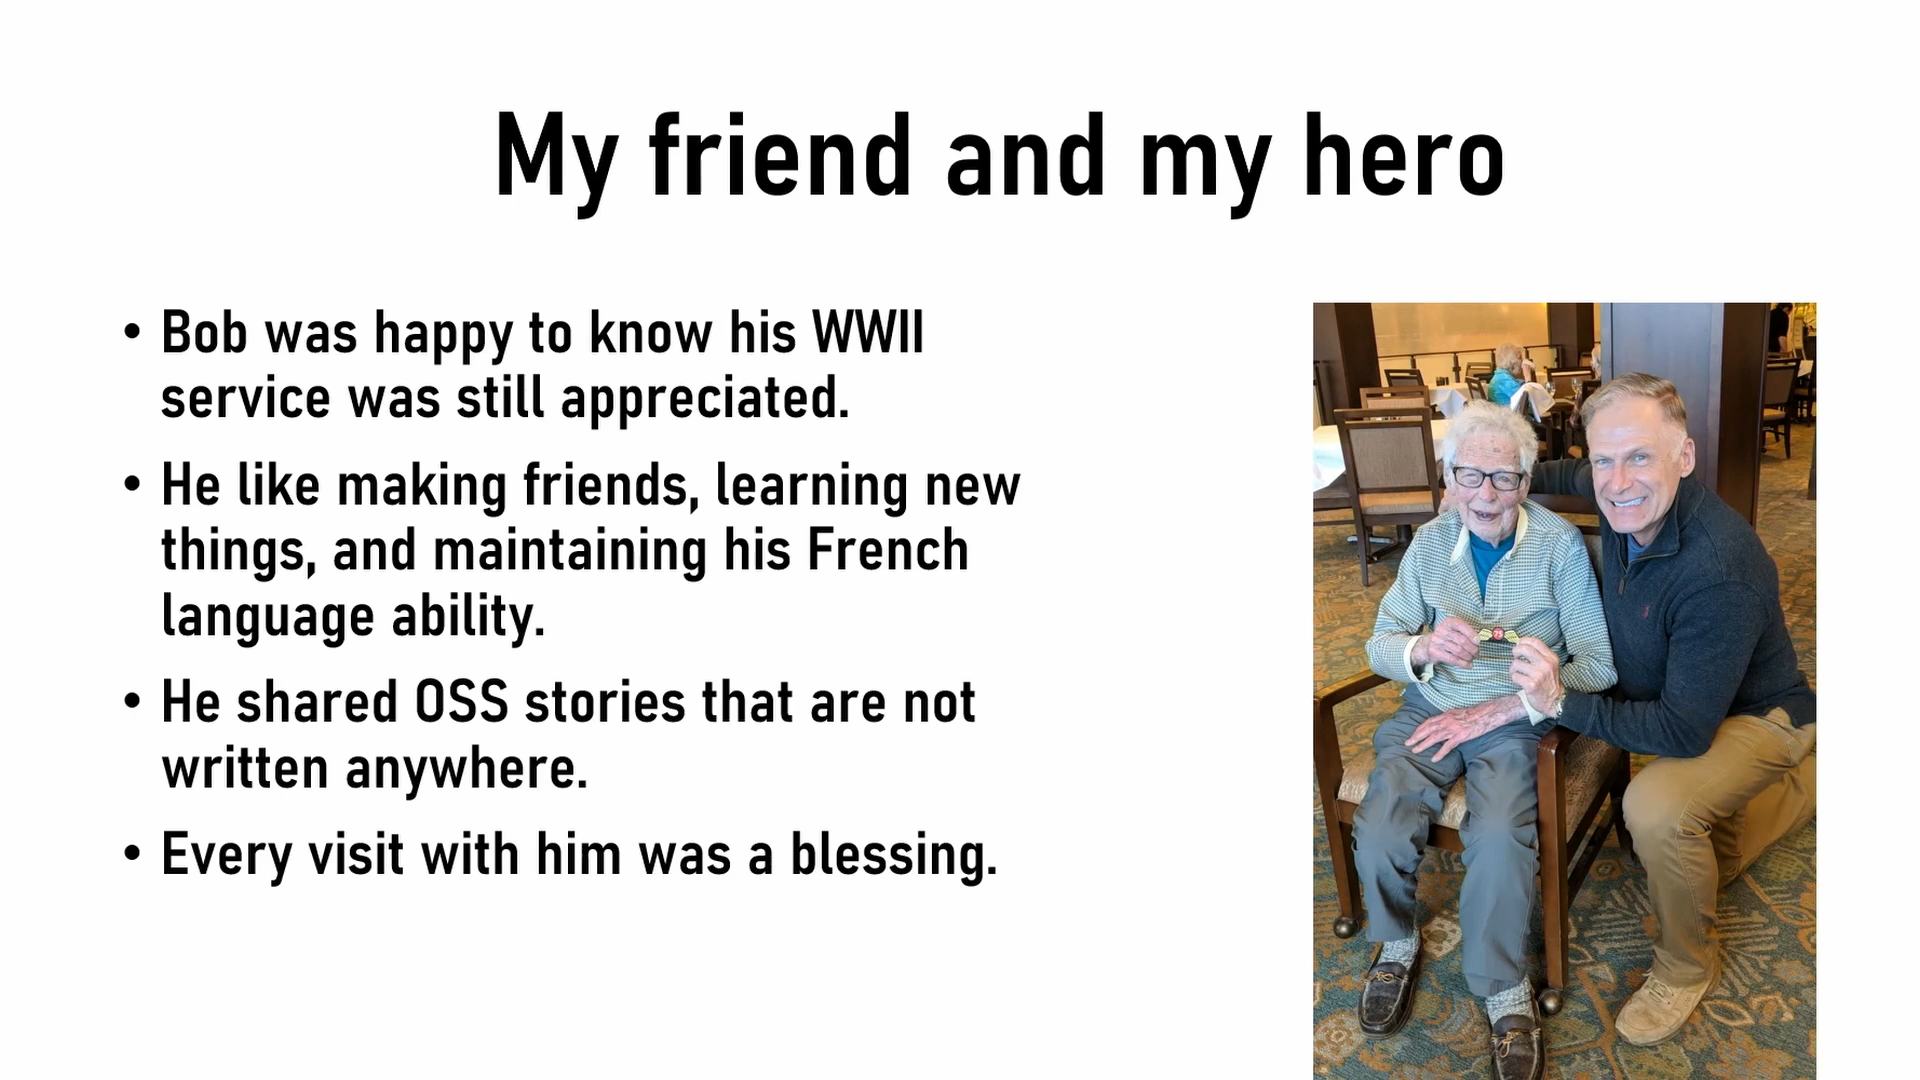 My friend and my hero
• Bob was happy to know his WWII
service was still appreciated.
• He like making friends, learning new
things, and maintaining his French
language ability.
• He shared OSS stories that are not
written anywhere.
• Every visit with him was a blessing.